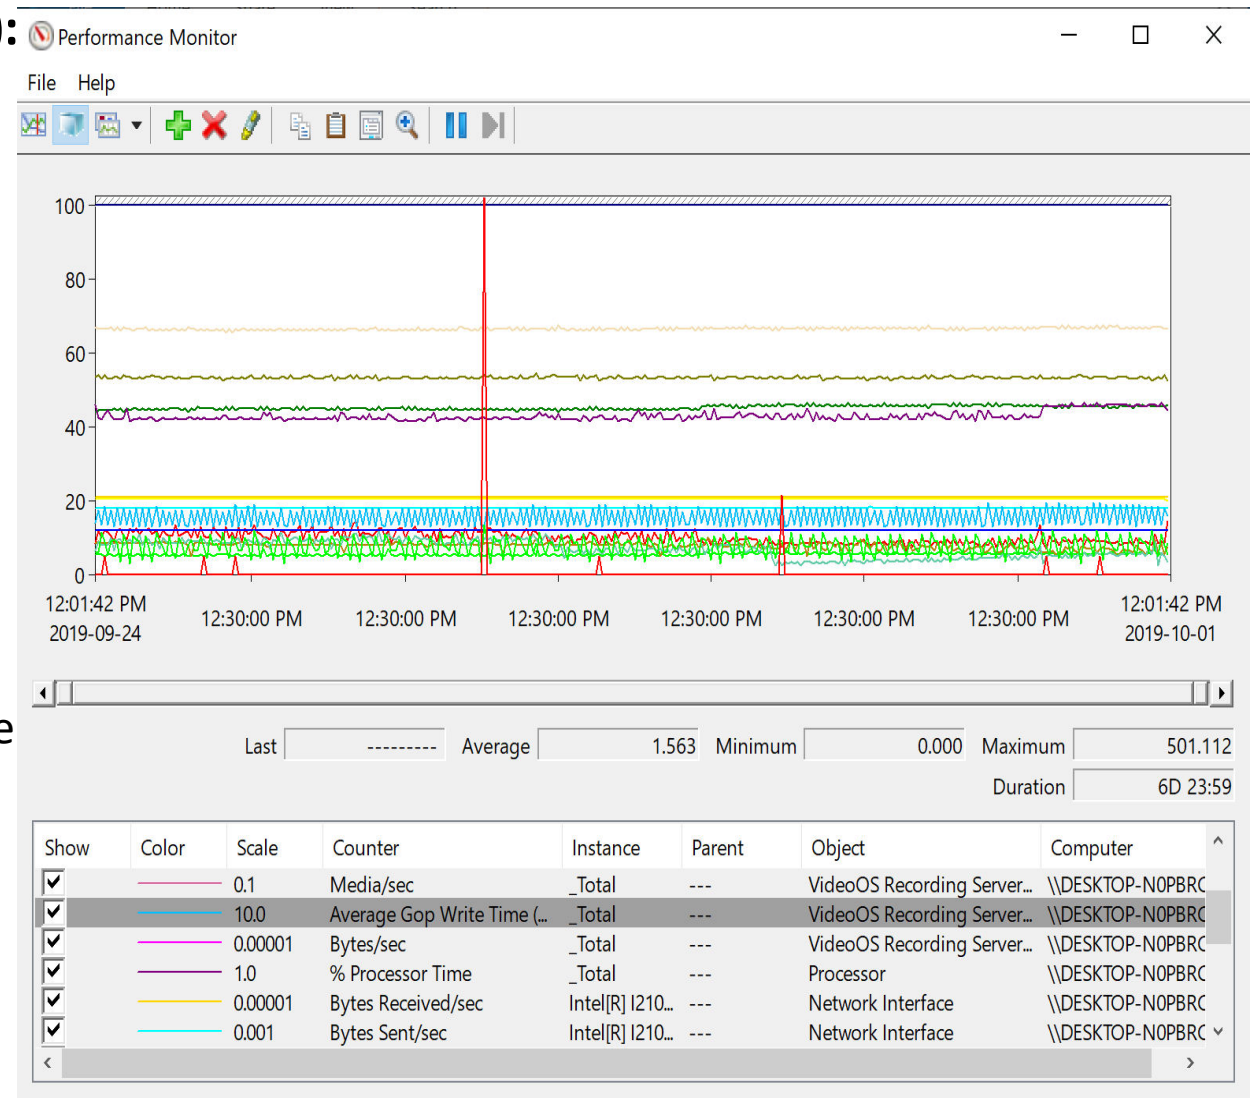 ):
Performance Monitor
File Help
100
80
60
40
20
0
12:01:42 PM 12:30:00 PM 12:30:00 PM 12:30:00 PM 12:30:00 PM 12:30:00 PM 12:30:00 PM 12:01:42 PM
2019-09-24 2019-10-01
e
Last --------- Average 1.563 Minimum 0.000 Maximum 501.112
Duration 6D 23:59
Show Color Scale Counter Instance Parent Object Computer
0.1 Media/sec _Total --- VideoOS Recording Server... \\DESKTOP-N0PBRC
10.0 Average Gop Write Time (... _Total --- VideoOS Recording Server... \\DESKTOP-N0PBRC
0.00001 Bytes/sec _Total --- VideoOS Recording Server... \\DESKTOP-N0PBRC
1.0 % Processor Time _Total --- Processor \\DESKTOP-N0PBRC
0.00001 Bytes Received/sec Intel[R] I210... --- Network Interface \\DESKTOP-N0PBRC
0.001 Bytes Sent/sec Intel[R] I210... --- Network Interface \\DESKTOP-N0PBRC